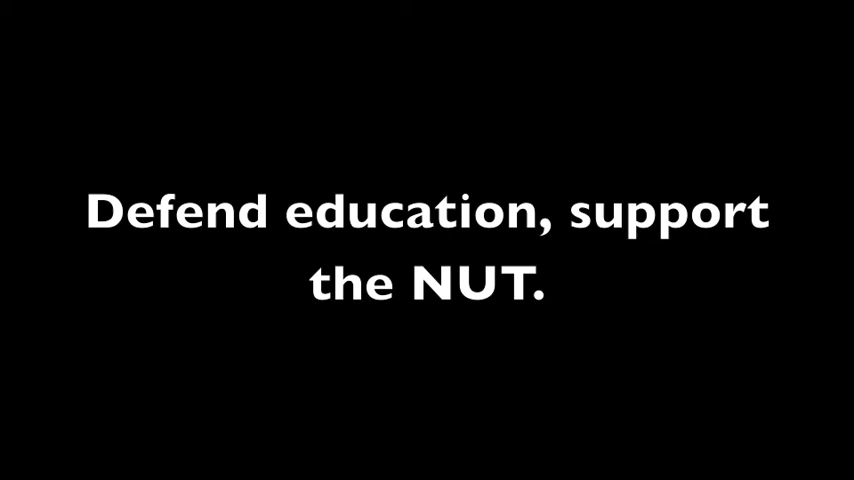 Defend education, support
the NUT.